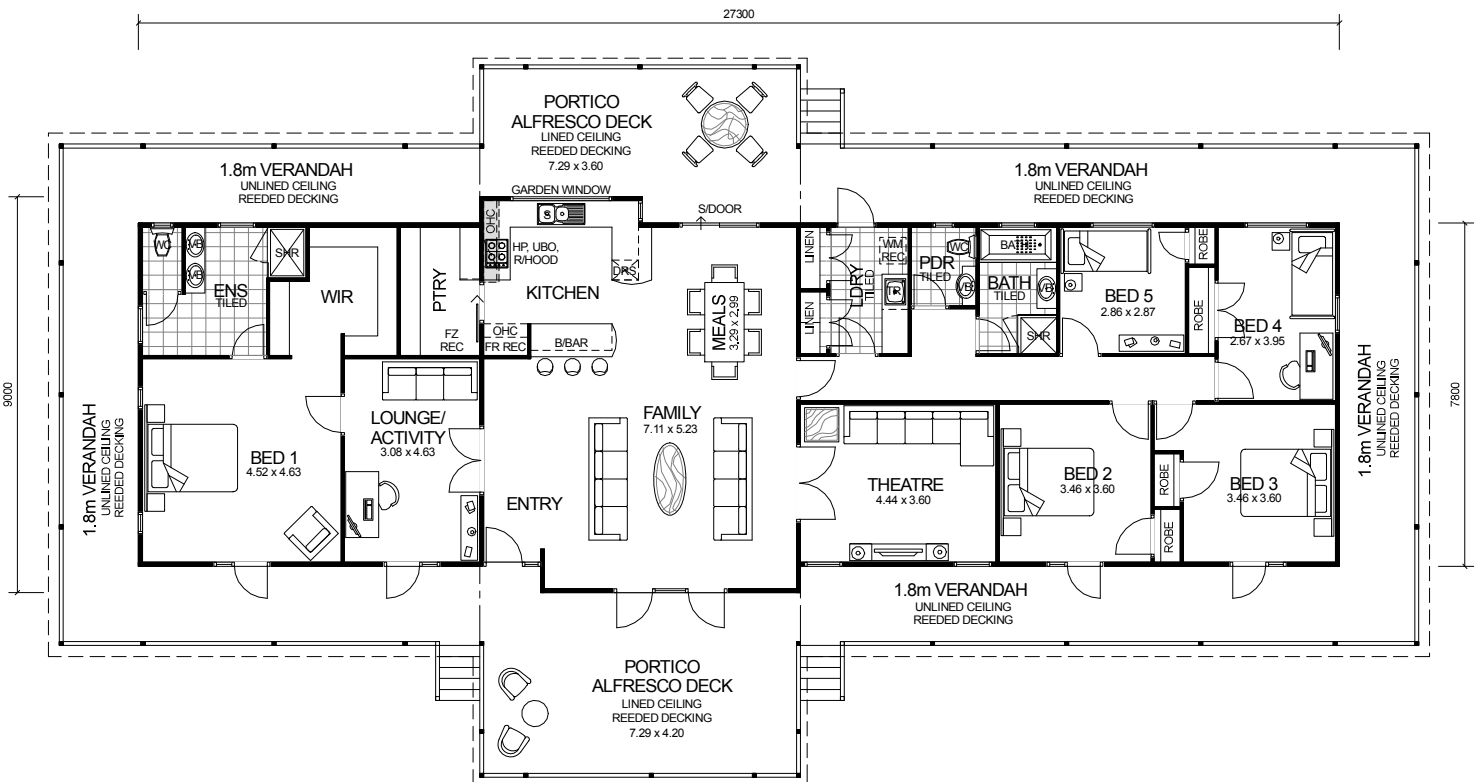 27300
PORTICO
ALFRESCO DECK
LINED CEILING
REEDED DECKING
7.29 x 3.60
1.8m VERANDAH
UNLINED CEILING
REEDED DECKING
1.8m VERANDAH
UNLINED CEILING
REEDED DECKING
GARDEN WINDOW
S/DOOR
9000
7800
WC
VB
VB
SHR
ENS
TILED
WIR
PTRY
FZ
REC
OHC
S
HP, UBO,
R/HOOD
DRS
KITCHEN
OHC
FR REC
B/BAR
MEALS
3.29 x 2.99
LINEN
LINEN
WM
REC
LDRY
TILED
TR
PDR
TILED
WC
VB
BATH
BATH
TILED
VB
SHR
BED 5
2.86 x 2.87
ROBE
ROBE
BED 4
2.67 x 3.95
1.8m VERANDAH
UNLINED CEILING
REEDED DECKING
BED 1
4.52 x 4.63
LOUNGE/
ACTIVITY
3.08 x 4.63
FAMILY
7.11 x 5.23
ENTRY
THEATRE
4.44 x 3.60
BED 2
3.46 x 3.60
ROBE
ROBE
BED 3
3.46 x 3.60
1.8m VERANDAH
UNLINED CEILING
REEDED DECKING
1.8m VERANDAH
UNLINED CEILING
REEDED DECKING
PORTICO
ALFRESCO DECK
LINED CEILING
REEDED DECKING
7.29 x 4.20